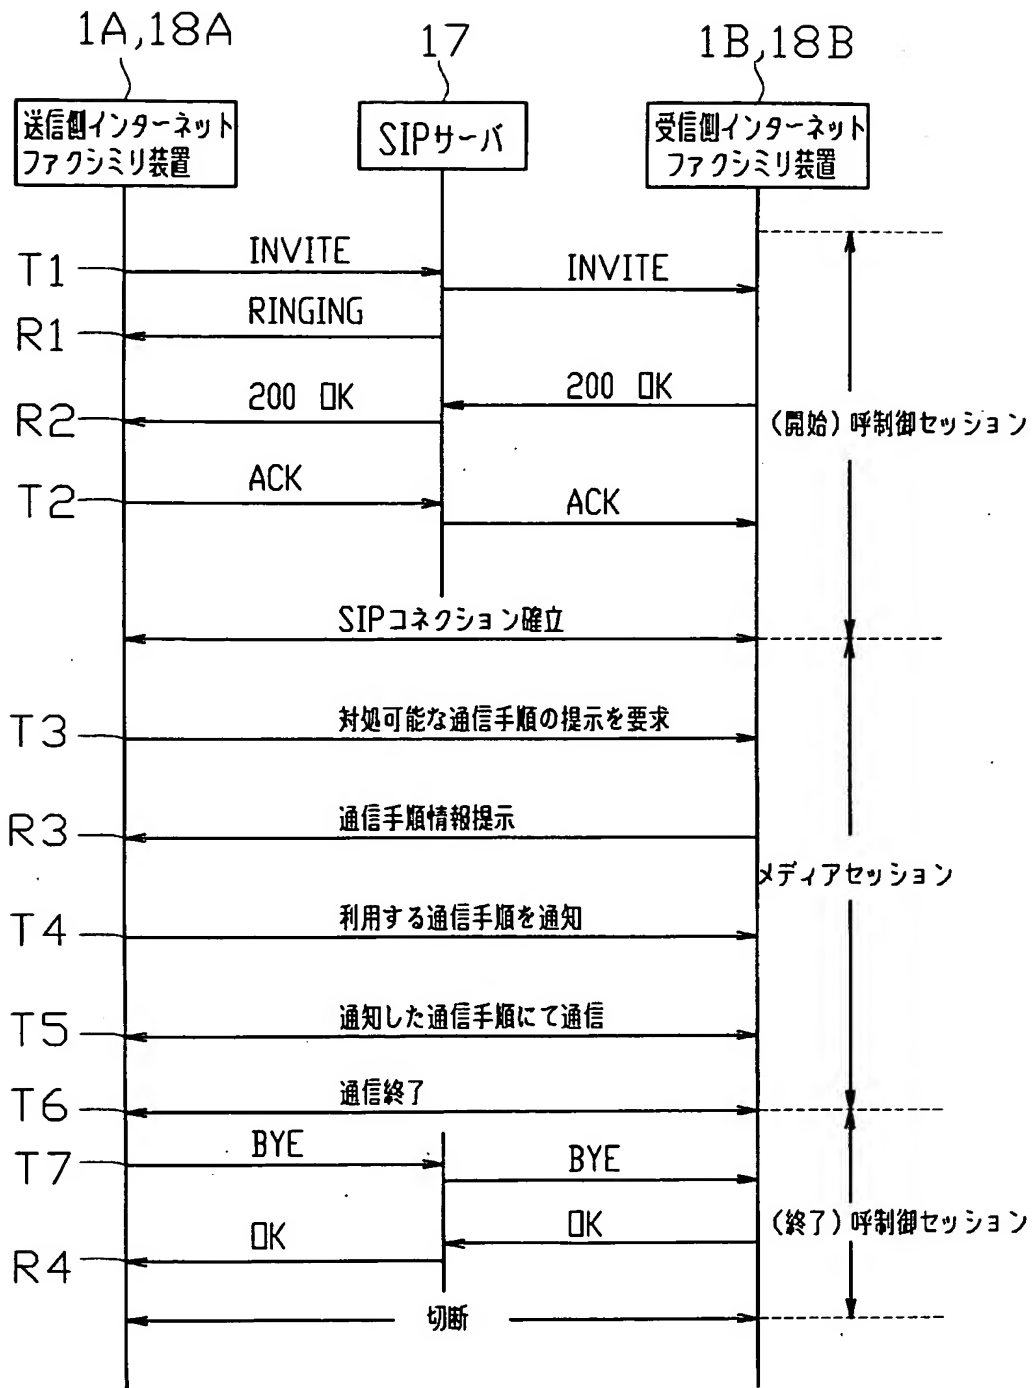 1A,18A
17
1B,18B
送信側インターネット
ファクシミリ装置
SIPサーバ
受信側インターネット
ファクシミリ装置
T1
INVITE
INVITE
R1
RINGING
R2
200 OK
200 OK
(開始)呼制御セッション
T2
ACK
ACK
SIPコネクション確立
T3
対処可能な通信手順の提示を要求
R3
通信手順情報提示
メディアセッション
T4
利用する通信手順を通知
T5
通知した通信手順にて通信
T6
通信終了
T7
BYE
BYE
(終了)呼制御セッション
R4
OK
OK
切断